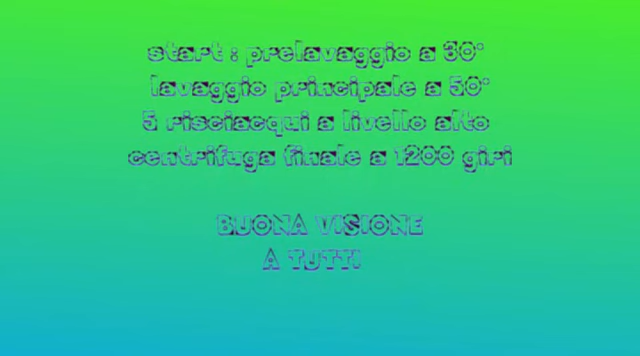 start : prelavaggio a 30°
lavaggio principale a 50°
5 risciacqui a livello alto
centrifuga finale a 1200 giri
BUONA VISIONE
A TUTTI